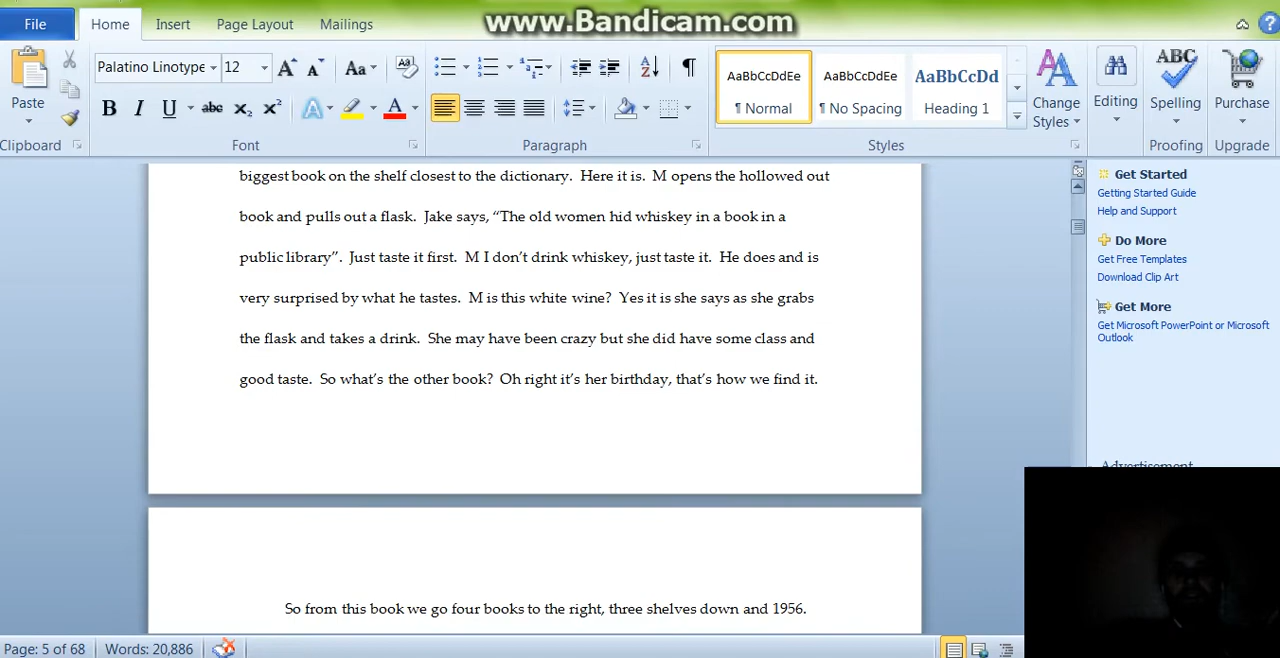 www.Bandicam.com
File Home Insert Page Layout Mailings
Paste
Clipboard
Palatino Linotype 12
Aa
B I U abc X₂ X²
A A
Font
Paragraph
AaBbCcDdEe AaBbCcDdEe AaBbCcDd
¶ Normal ¶ No Spacing Heading 1
Change Styles
Styles
Editing
ABC
Spelling
Proofing
Purchase
Upgrade
biggest book on the shelf closest to the dictionary. Here it is. M opens the hollowed out
book and pulls out a flask. Jake says, “The old women hid whiskey in a book in a
public library”. Just taste it first. M I don’t drink whiskey, just taste it. He does and is
very surprised by what he tastes. M is this white wine? Yes it is she says as she grabs
the flask and takes a drink. She may have been crazy but she did have some class and
good taste. So what’s the other book? Oh right it’s her birthday, that’s how we find it.
So from this book we go four books to the right, three shelves down and 1956.
Get Started
Getting Started Guide
Help and Support
Do More
Get Free Templates
Download Clip Art
Get More
Get Microsoft PowerPoint or Microsoft
Outlook
Advertisement
Page: 5 of 68 Words: 20,886